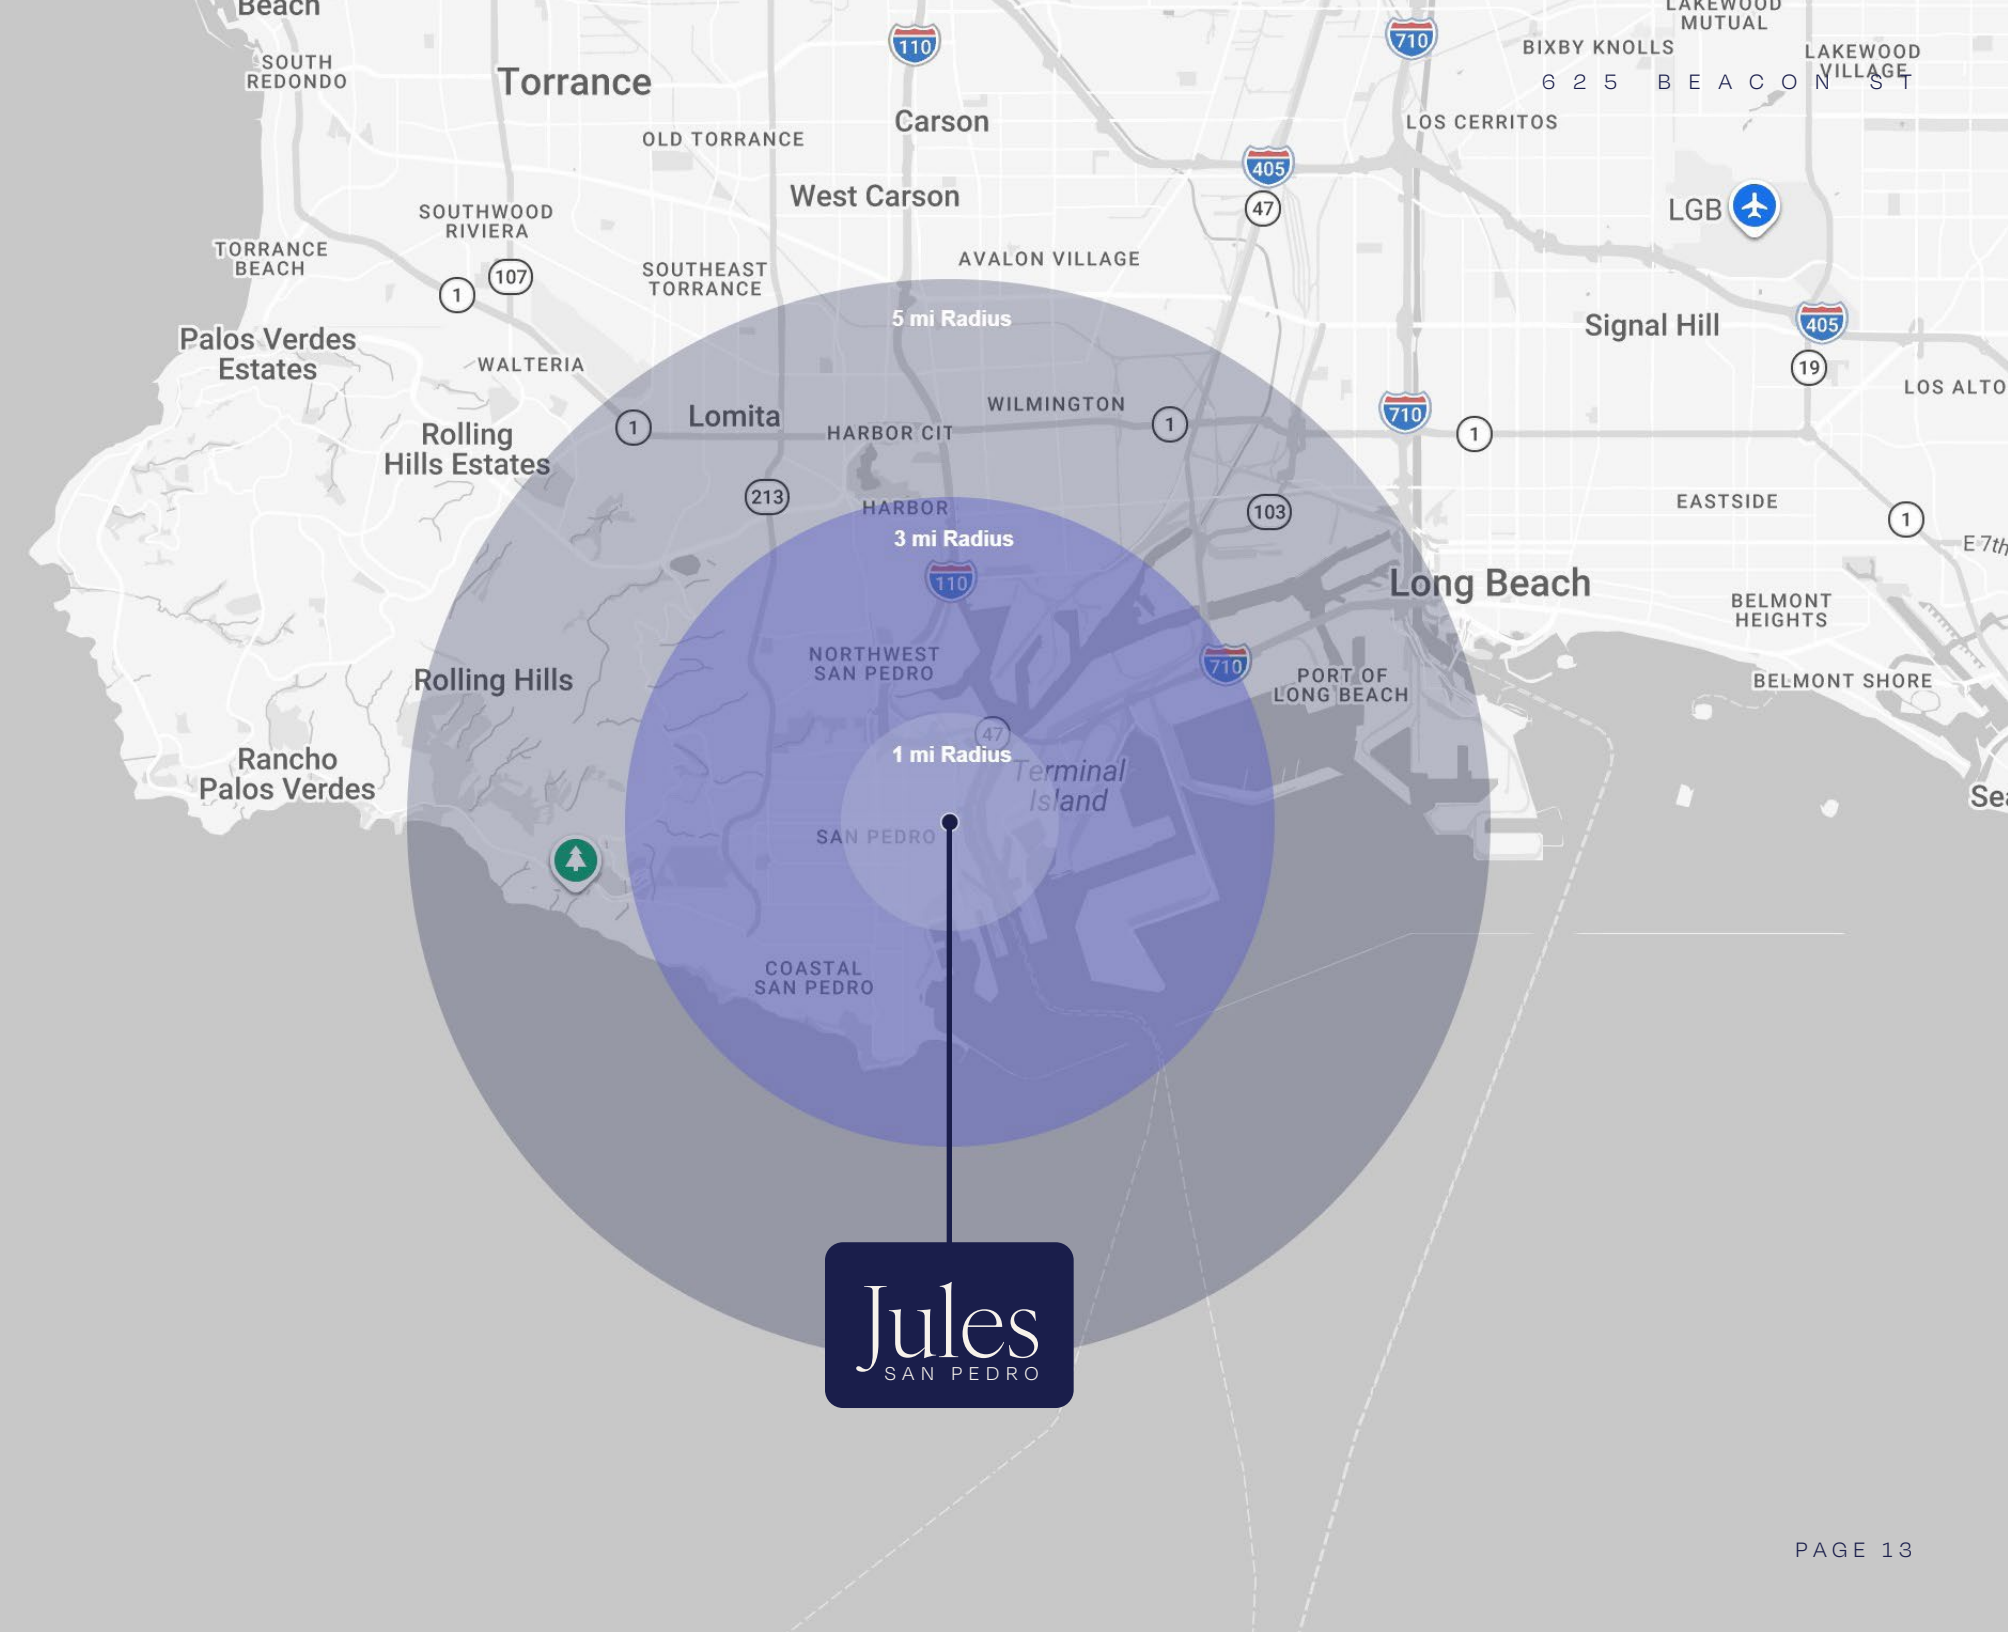 Beach
LAKEWOOD
MUTUAL
110
710
BIXBY KNOLLS
LAKEWOOD
VILLAGE
SOUTH
REDONDO
Torrance
625 BEACON ST
Carson
LOS CERRITOS
OLD TORRANCE
405
West Carson
47
LGB
SOUTHWOOD
RIVIERA
TORRANCE
BEACH
AVALON VILLAGE
SOUTHEAST
TORRANCE
107
1
5 mi Radius
Signal Hill
405
Palos Verdes
Estates
WALTERIA
19
LOS ALTO
WILMINGTON
710
Lomita
1
HARBOR CIT
1
1
Rolling
Hills Estates
213
HARBOR
103
EASTSIDE
1
3 mi Radius
E 7th
110
Long Beach
BELMONT
HEIGHTS
NORTHWEST
SAN PEDRO
710
PORT OF
LONG BEACH
Rolling Hills
BELMONT SHORE
47
1 mi Radius
Rancho
Palos Verdes
Terminal
Island
Sea
SAN PEDRO
COASTAL
SAN PEDRO
Jules
SAN PEDRO
PAGE 13